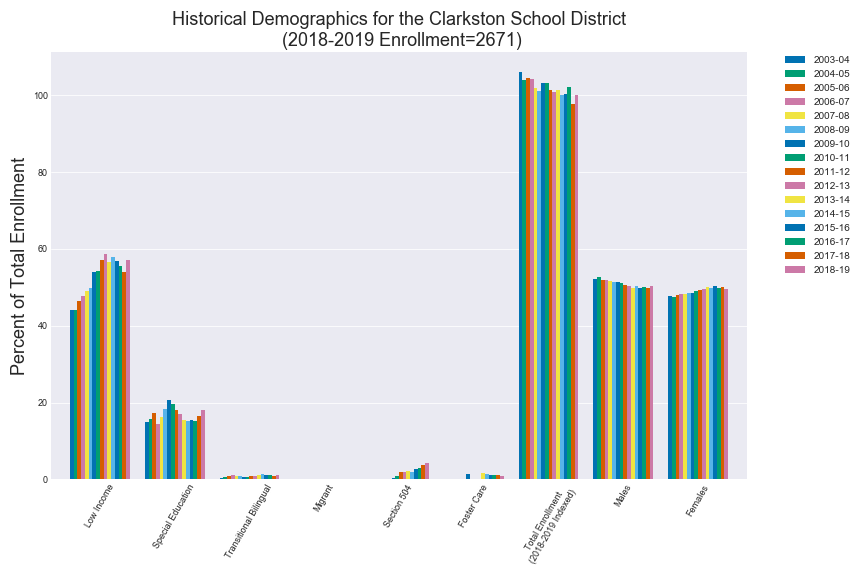 Historical Demographics for the Clarkston School District
(2018-2019 Enrollment=2671)
Percent of Total Enrollment
100
80
60
40
20
0
Low Income
Special Education
Transitional Bilingual
Migrant
Section 504
Foster Care
Total Enrollment
(2018-2019 Indexed)
Males
Females
2003-04
2004-05
2005-06
2006-07
2007-08
2008-09
2009-10
2010-11
2011-12
2012-13
2013-14
2014-15
2015-16
2016-17
2017-18
2018-19